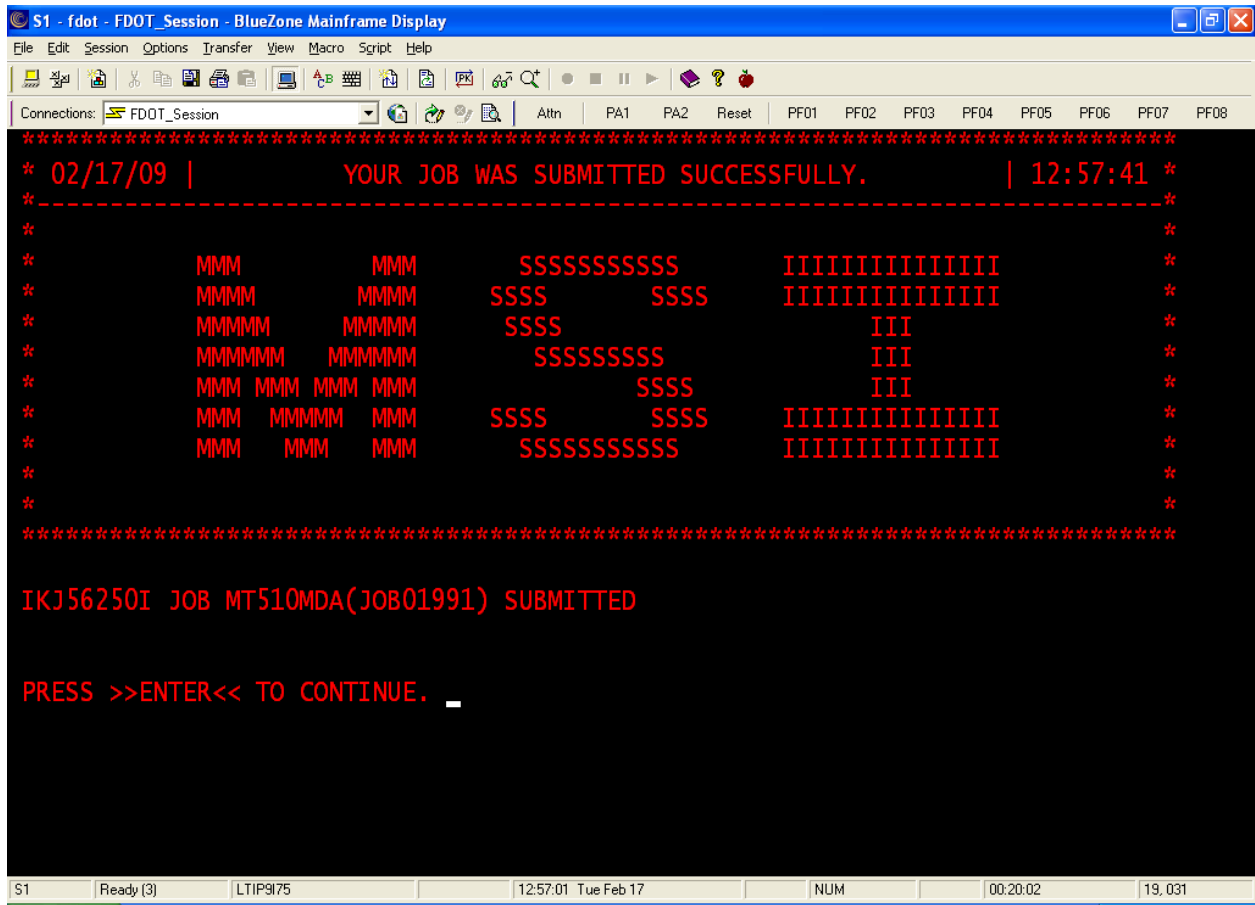 S1 - fdot - FDOT_Session - BlueZone Mainframe Display
File Edit Session Options Transfer View Macro Script Help
Connections: FDOT_Session Attn PA1 PA2 Reset PF01 PF02 PF03 PF04 PF05 PF06 PF07 PF08
*******************************************************************************
* 02/17/09 |          YOUR JOB WAS SUBMITTED SUCCESSFULLY.         | 12:57:41 *
*-----------------------------------------------------------------------------*
*                                                                             *
*           MMM         MMM       SSSSSSSSSSS       IIIIIIIIIIIIIII           *
*           MMMM       MMMM     SSSS       SSSS     IIIIIIIIIIIIIII           *
*           MMMMM     MMMMM      SSSS                     III                 *
*           MMMMMM   MMMMMM        SSSSSSSSS              III                 *
*           MMM MMM MMM MMM               SSSS            III                 *
*           MMM  MMMMM  MMM     SSSS       SSSS     IIIIIIIIIIIIIII           *
*           MMM   MMM   MMM       SSSSSSSSSSS       IIIIIIIIIIIIIII           *
*                                                                             *
*                                                                             *
*******************************************************************************
IKJ56250I JOB MT510MDA(JOB01991) SUBMITTED
PRESS >>ENTER<< TO CONTINUE. _
S1 Ready (3) LTIP9I75 12:57:01 Tue Feb 17 NUM 00:20:02 19, 031